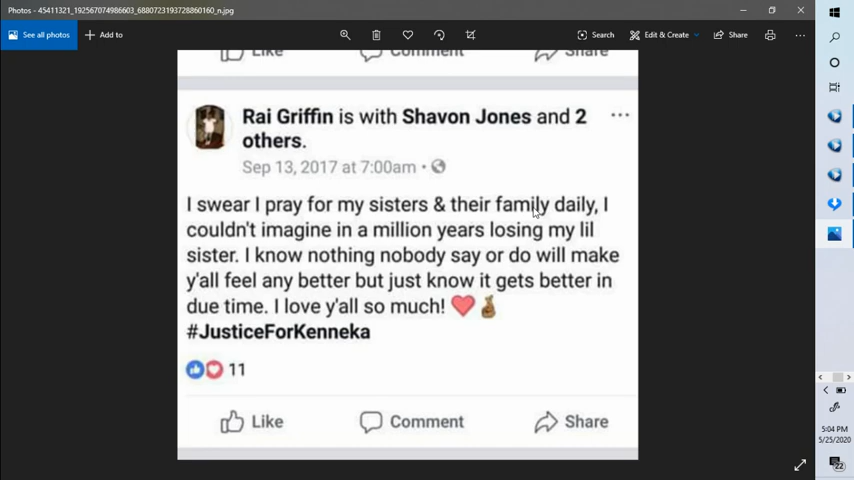 Photos - 45411321_192567074986603_6880723193728860160_n.jpg
See all photos
Add to
Search
Edit & Create
Share
Like
Comment
Share
Rai Griffin is with Shavon Jones and 2
others.
Sep 13, 2017 at 7:00am
I swear I pray for my sisters & their family daily, I
couldn't imagine in a million years losing my lil
sister. I know nothing nobody say or do will make
y'all feel any better but just know it gets better in
due time. I love y'all so much!
#JusticeForKenneka
11
Like
Comment
Share
5:04 PM
5/25/2020
22